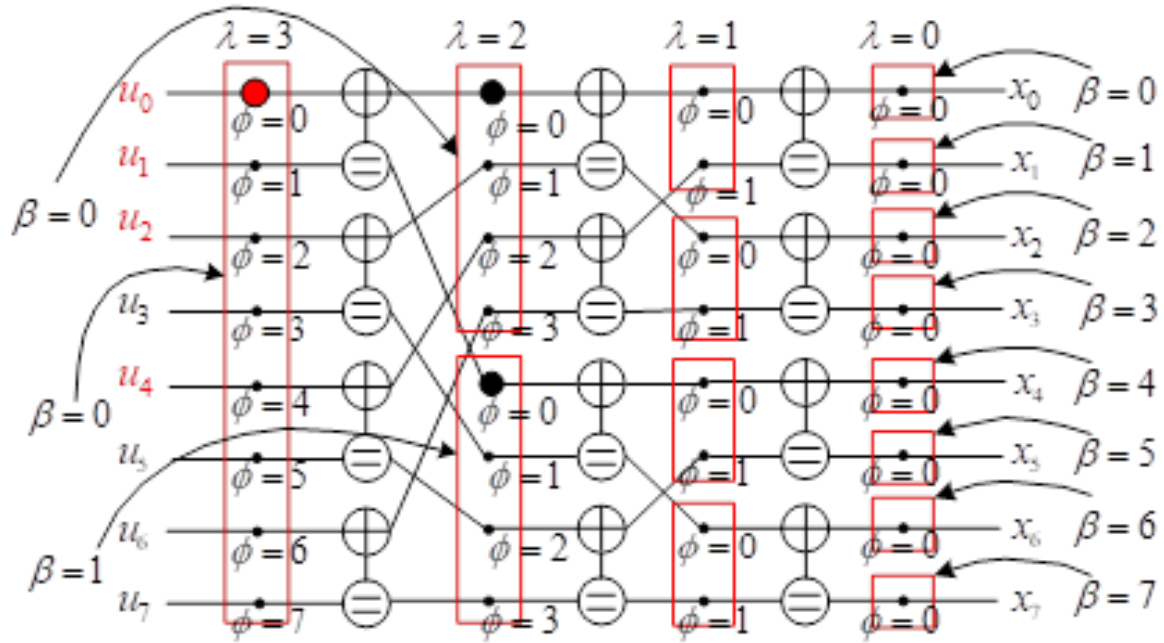 λ = 3 λ = 2 λ = 1 λ = 0
u₀ x₀ β = 0
ϕ = 0 ϕ = 0 ϕ = 0 ϕ = 0
u₁ x₁ β = 1
ϕ = 1 ϕ = 1 ϕ = 1 ϕ = 0
β = 0
u₂ x₂ β = 2
ϕ = 2 ϕ = 2 ϕ = 0 ϕ = 0
u₃ x₃ β = 3
ϕ = 3 ϕ = 3 ϕ = 1 ϕ = 0
u₄ x₄ β = 4
β = 0 ϕ = 4 ϕ = 0 ϕ = 0 ϕ = 0
u₅ x₅ β = 5
ϕ = 5 ϕ = 1 ϕ = 1 ϕ = 0
u₆ x₆ β = 6
ϕ = 6 ϕ = 2 ϕ = 0 ϕ = 0
β = 1
u₇ x₇ β = 7
ϕ = 7 ϕ = 3 ϕ = 1 ϕ = 0